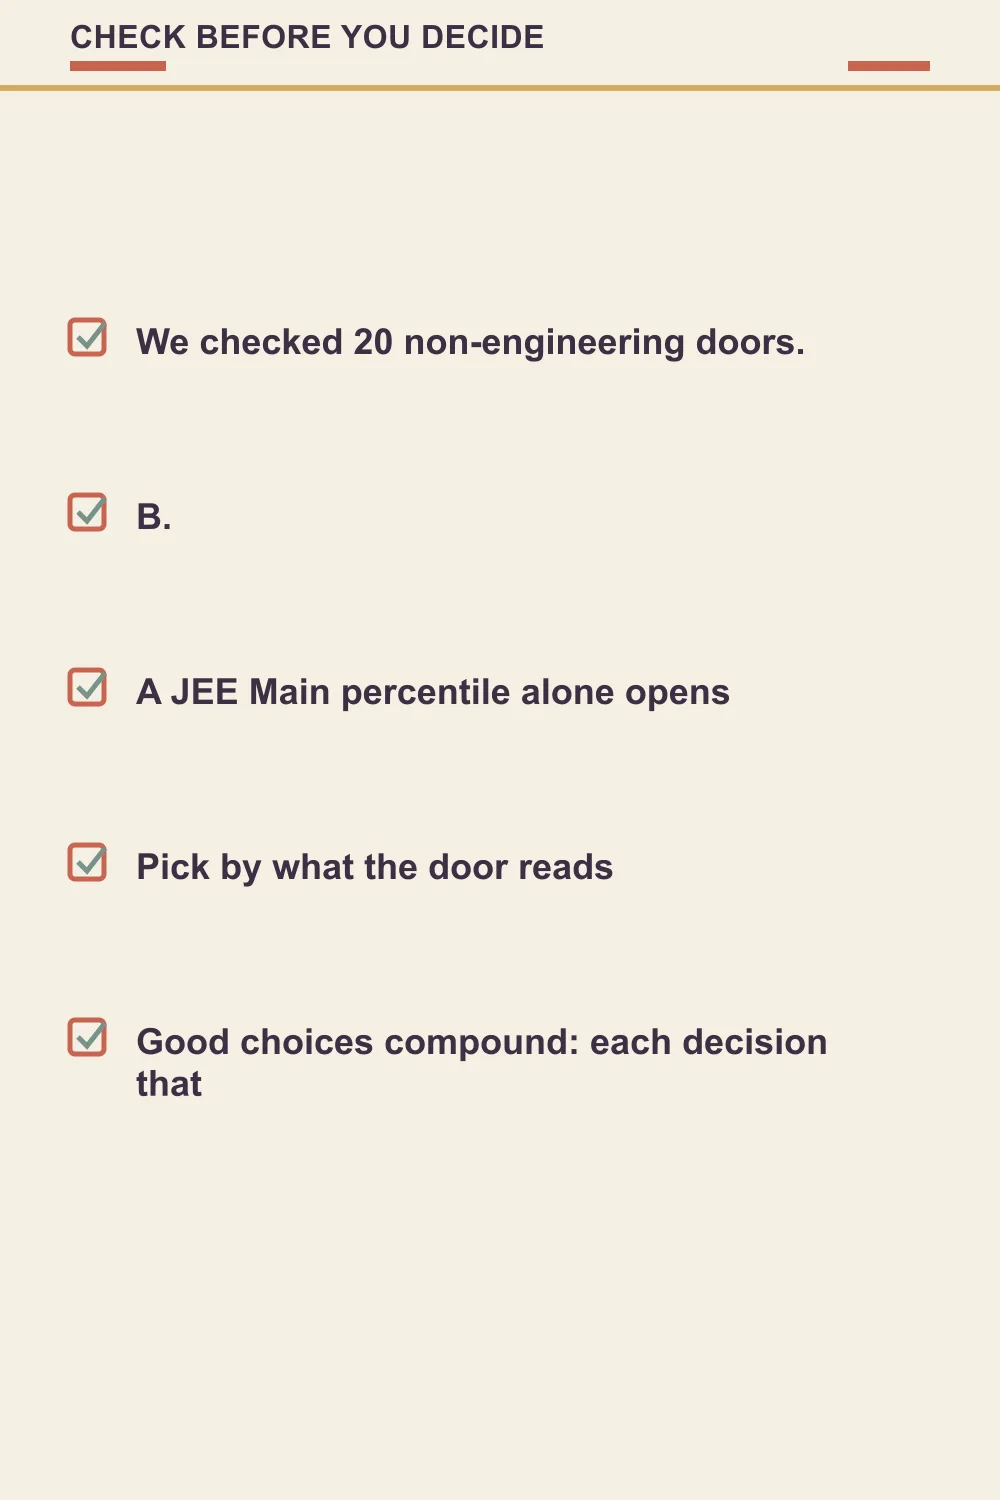 CHECK BEFORE YOU DECIDE
We checked 20 non-engineering doors.
B.
A JEE Main percentile alone opens
Pick by what the door reads
Good choices compound: each decision
that